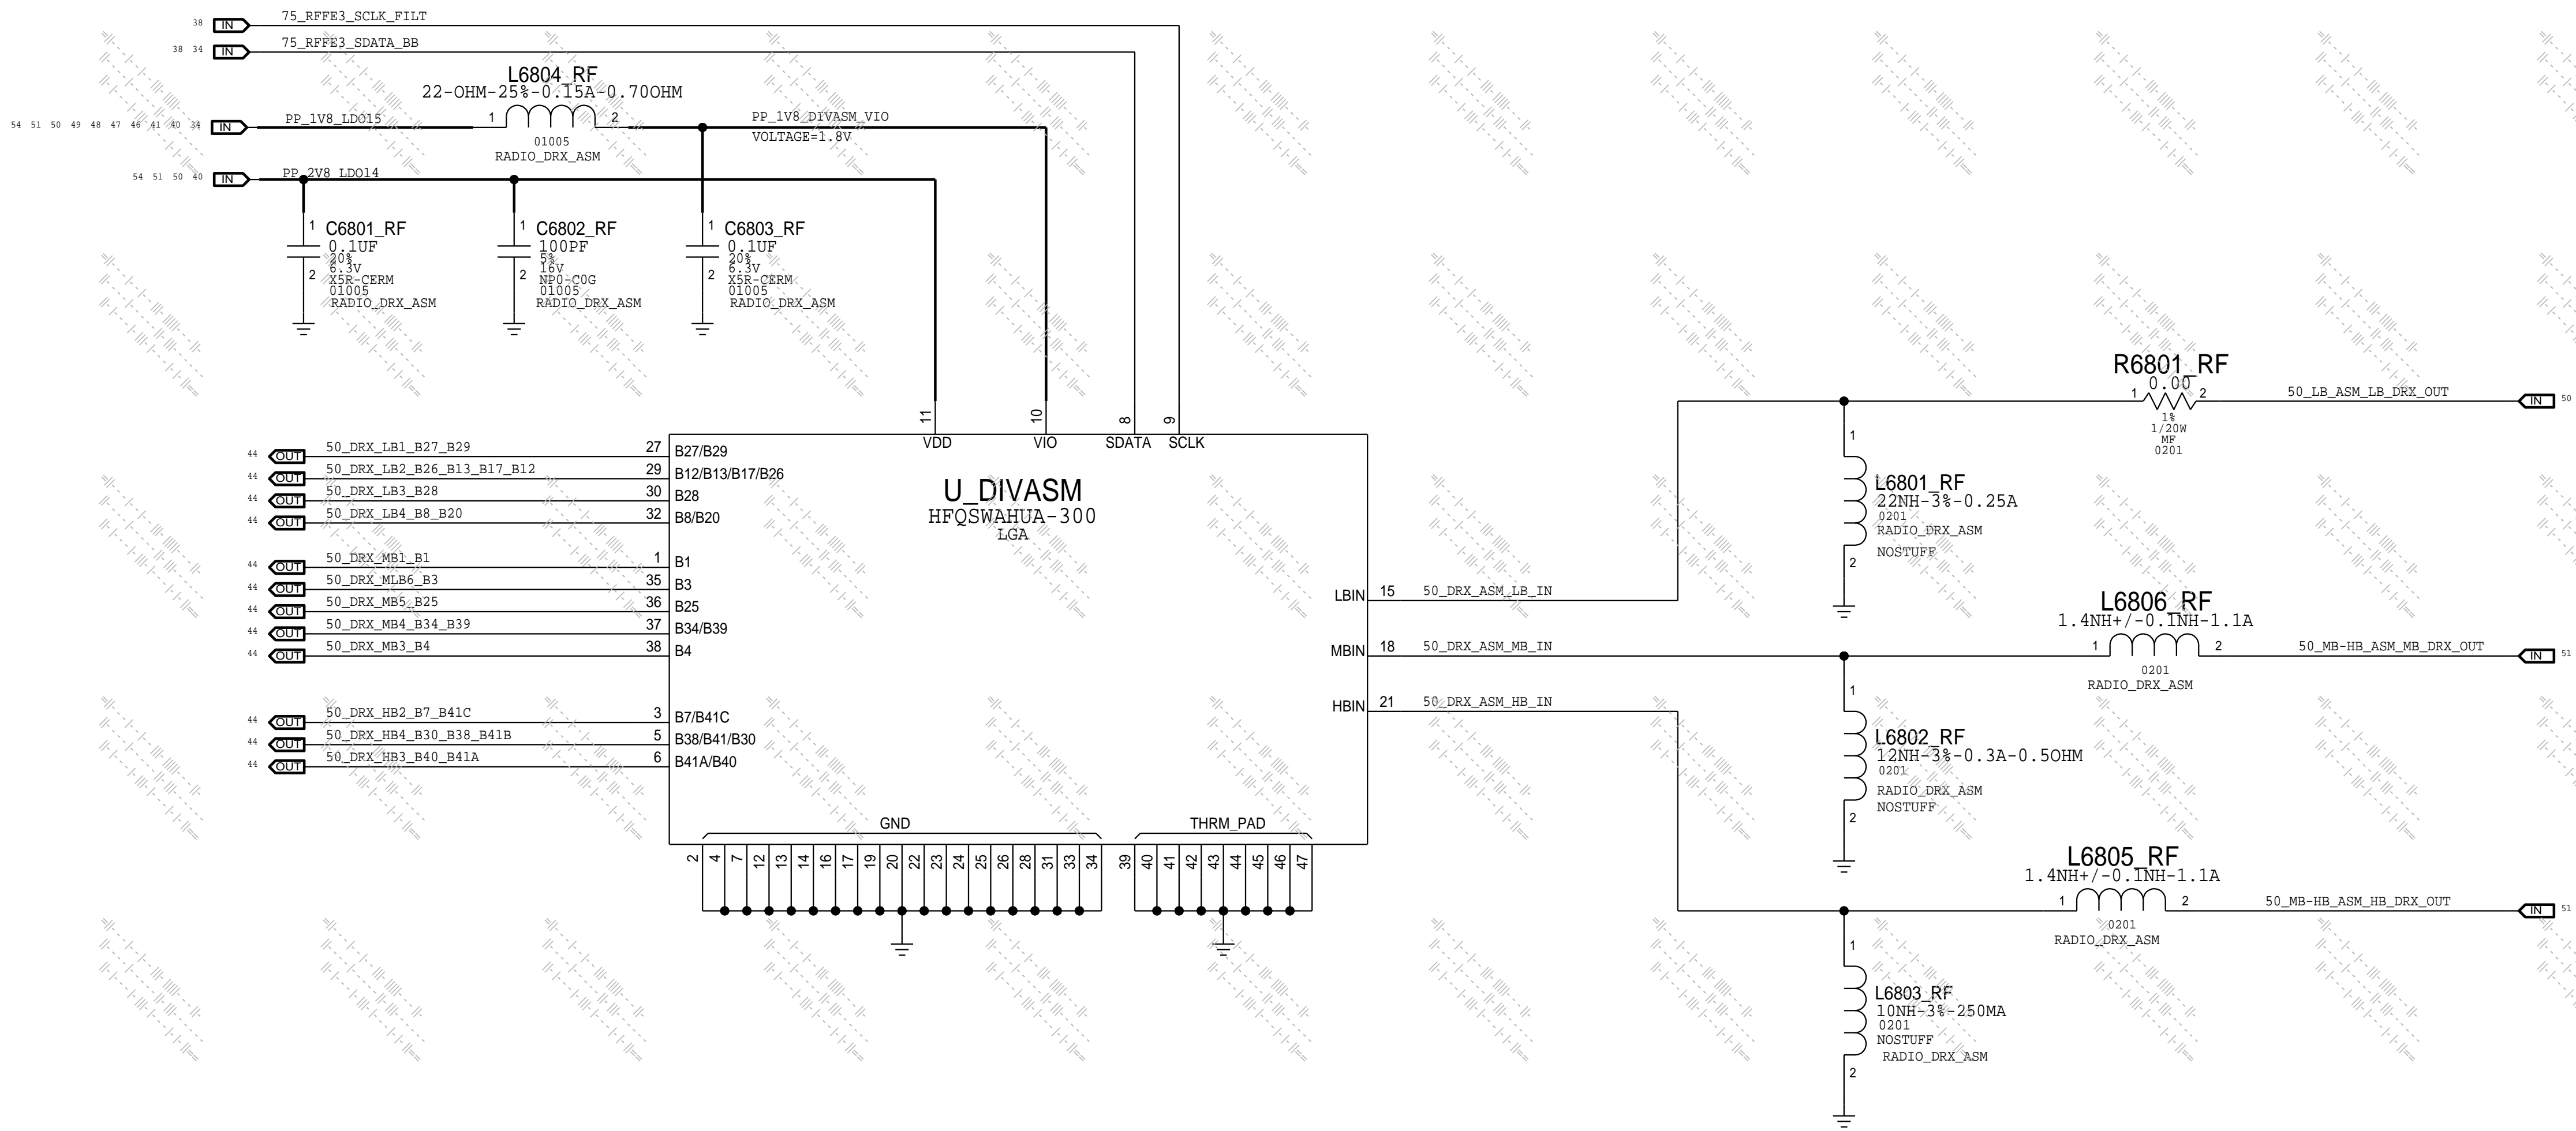 38 IN 75_RFFE3_SCLK_FILT
38 34 IN 75_RFFE3_SDATA_BB
L6804_RF
22-OHM-25%-0.15A-0.70OHM
54 51 50 49 48 47 46 41 40 34 IN PP_1V8_LDO15 1 2 PP_1V8_DIVASM_VIO
VOLTAGE=1.8V
01005
RADIO_DRX_ASM
54 51 50 40 IN PP_2V8_LDO14
1 C6801_RF
0.1UF
20%
6.3V
2 X5R-CERM
01005
RADIO_DRX_ASM
1 C6802_RF
100PF
5%
16V
2 NP0-C0G
01005
RADIO_DRX_ASM
1 C6803_RF
0.1UF
20%
6.3V
2 X5R-CERM
01005
RADIO_DRX_ASM
11 10 8 9
VDD VIO SDATA SCLK
U_DIVASM
HFQSWAHUA-300
LGA
44 OUT 50_DRX_LB1_B27_B29 27 B27/B29
44 OUT 50_DRX_LB2_B26_B13_B17_B12 29 B12/B13/B17/B26
44 OUT 50_DRX_LB3_B28 30 B28
44 OUT 50_DRX_LB4_B8_B20 32 B8/B20
44 OUT 50_DRX_MB1_B1 1 B1
44 OUT 50_DRX_MLB6_B3 35 B3
44 OUT 50_DRX_MB5_B25 36 B25
44 OUT 50_DRX_MB4_B34_B39 37 B34/B39
44 OUT 50_DRX_MB3_B4 38 B4
44 OUT 50_DRX_HB2_B7_B41C 3 B7/B41C
44 OUT 50_DRX_HB4_B30_B38_B41B 5 B38/B41/B30
44 OUT 50_DRX_HB3_B40_B41A 6 B41A/B40
LBIN 15 50_DRX_ASM_LB_IN
MBIN 18 50_DRX_ASM_MB_IN
HBIN 21 50_DRX_ASM_HB_IN
GND THRM_PAD
2 4 7 12 13 14 16 17 19 20 22 23 24 25 26 28 31 33 34 39 40 41 42 43 44 45 46 47
R6801_RF
0.00
1 2 50_LB_ASM_LB_DRX_OUT IN 50
1%
1/20W
MF
0201
1
L6801_RF
22NH-3%-0.25A
0201
RADIO_DRX_ASM
NOSTUFF
2
L6806_RF
1.4NH+/-0.1NH-1.1A
1 2 50_MB-HB_ASM_MB_DRX_OUT IN 51
0201
RADIO_DRX_ASM
1
L6802_RF
12NH-3%-0.3A-0.5OHM
0201
RADIO_DRX_ASM
NOSTUFF
2
L6805_RF
1.4NH+/-0.1NH-1.1A
1 2 50_MB-HB_ASM_HB_DRX_OUT IN 51
0201
RADIO_DRX_ASM
1
L6803_RF
10NH-3%-250MA
0201
NOSTUFF
RADIO_DRX_ASM
2